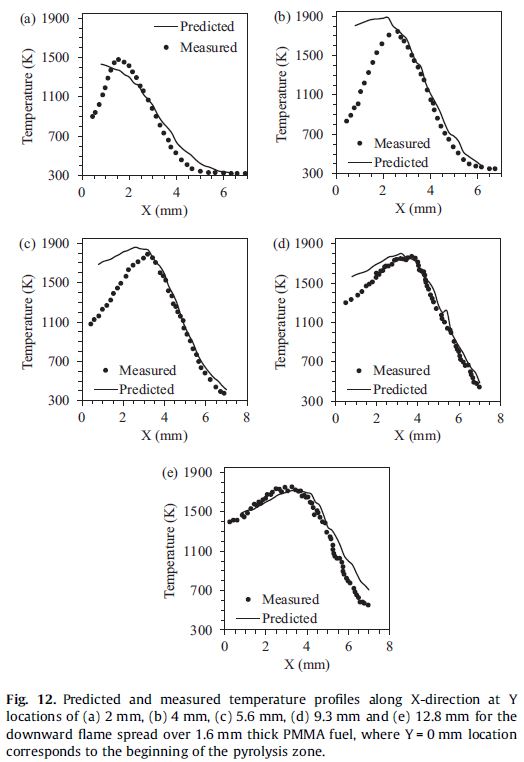 (a) 1900
1500
1100
700
300
Temperature (K)
Predicted
Measured
0 2 4 6
X (mm)
(b) 1900
1500
1100
700
300
Temperature (K)
Measured
Predicted
0 2 4 6
X (mm)
(c) 1900
1500
1100
700
300
Temperature (K)
Measured
Predicted
0 2 4 6 8
X (mm)
(d) 1900
1500
1100
700
300
Temperature (K)
Measured
Predicted
0 2 4 6 8
X (mm)
(e) 1900
1500
1100
700
300
Temperature (K)
Measured
Predicted
0 2 4 6 8
X (mm)
Fig. 12. Predicted and measured temperature profiles along X-direction at Y
locations of (a) 2 mm, (b) 4 mm, (c) 5.6 mm, (d) 9.3 mm and (e) 12.8 mm for the
downward flame spread over 1.6 mm thick PMMA fuel, where Y = 0 mm location
corresponds to the beginning of the pyrolysis zone.